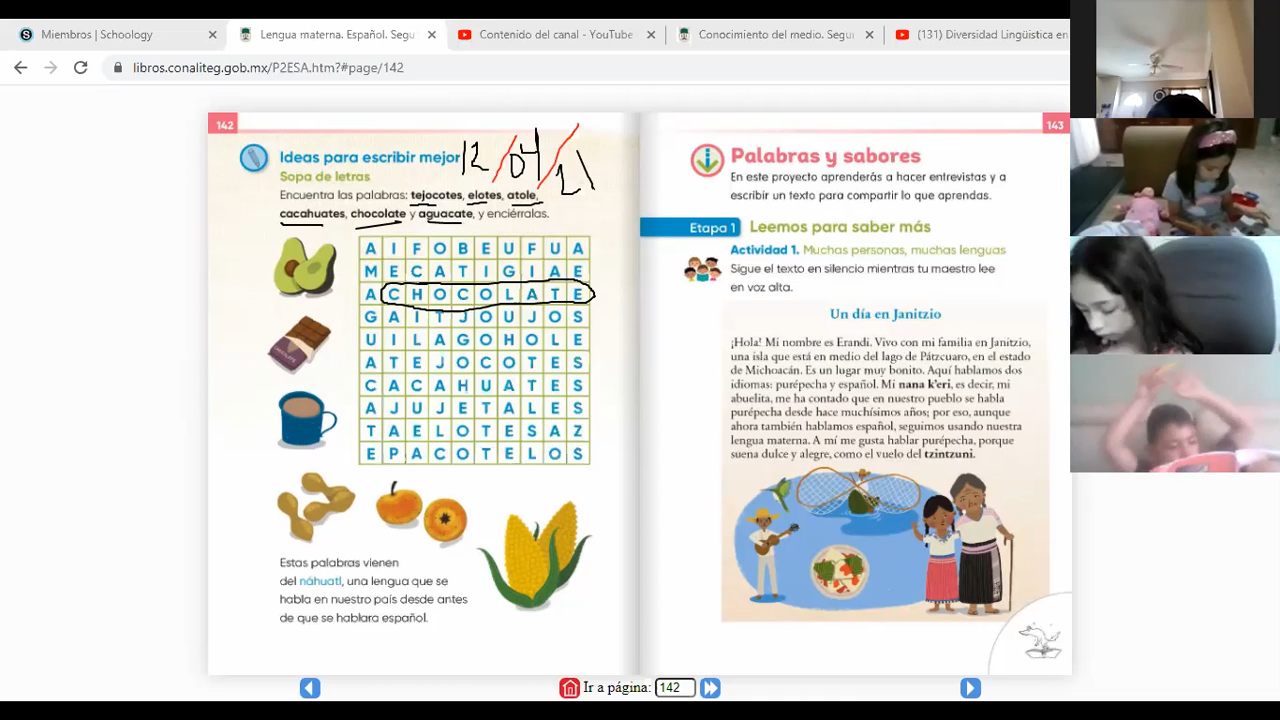 Miembros | Schoology
Lengua materna. Español. Segu
Contenido del canal - YouTube
Conocimiento del medio. Segu
(131) Diversidad Lingüística en
libros.conaliteg.gob.mx/P2ESA.htm?#page/142
142
Ideas para escribir mejor
12/04/21
Sopa de letras
Encuentra las palabras: tejocotes, elotes, atole,
cacahuates, chocolate y aguacate, y enciérralas.
A I F O B E U F U A
M E C A T I G I A E
A C H O C O L A T E
G A I T J O U J O S
U I L A G O H O L E
A T E J O C O T E S
C A C A H U A T E S
A J U J E T A L E S
T A E L O T E S A Z
E P A C O T E L O S
Estas palabras vienen
del náhuatl, una lengua que se
habla en nuestro país desde antes
de que se hablara español.
143
Palabras y sabores
En este proyecto aprenderás a hacer entrevistas y a
escribir un texto para compartir lo que aprendas.
Etapa 1 Leemos para saber más
Actividad 1. Muchas personas, muchas lenguas
Sigue el texto en silencio mientras tu maestro lee
en voz alta.
Un día en Janitzio
¡Hola! Mi nombre es Erandi. Vivo con mi familia en Janitzio,
una isla que está en medio del lago de Pátzcuaro, en el estado
de Michoacán. Es un lugar muy bonito. Aquí hablamos dos
idiomas: purépecha y español. Mi nana k'eri, es decir, mi
abuelita, me ha contado que en nuestro pueblo se habla
purépecha desde hace muchísimos años; por eso, aunque
ahora también hablamos español, seguimos usando nuestra
lengua materna. A mí me gusta hablar purépecha, porque
suena dulce y alegre, como el vuelo del tzintzuni.
Ir a página: 142